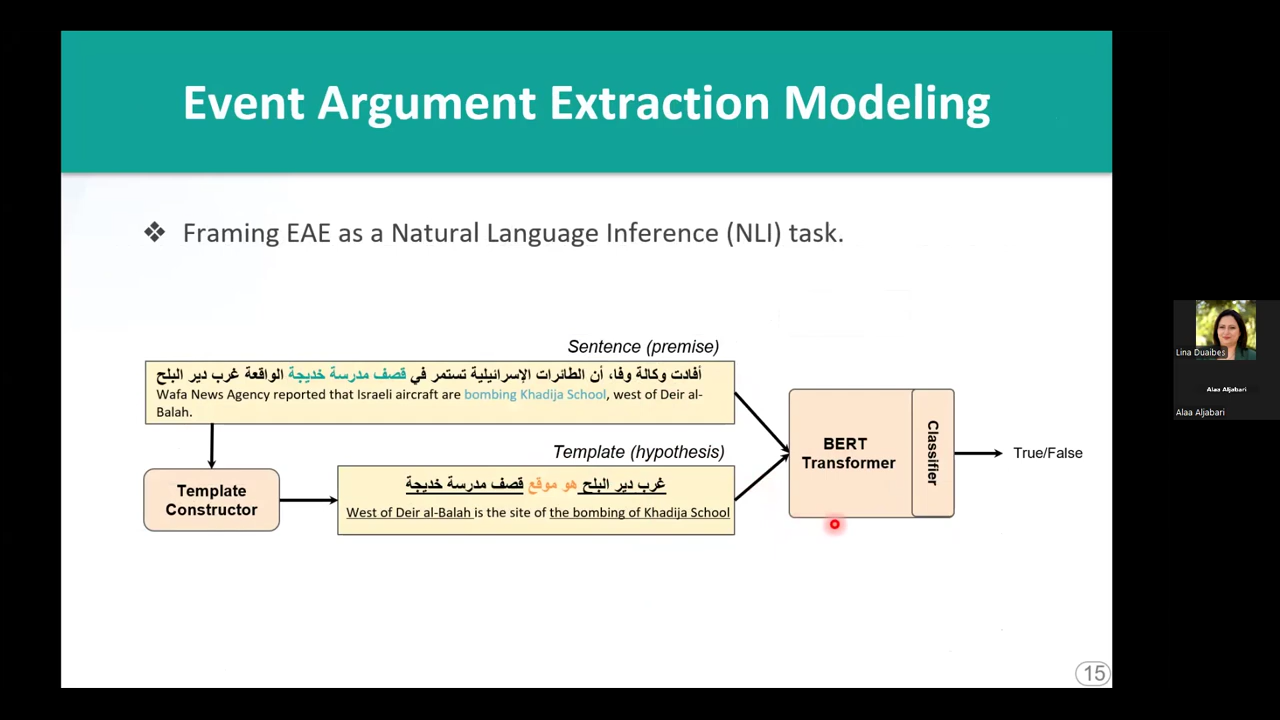 Event Argument Extraction Modeling
❖ Framing EAE as a Natural Language Inference (NLI) task.
Sentence (premise)
أفادت وكالة وفا، أن الطائرات الإسرائيلية تستمر في قصف مدرسة خديجة الواقعة غرب دير البلح
Wafa News Agency reported that Israeli aircraft are bombing Khadija School, west of Deir al-
Balah.
Template
Constructor
Template (hypothesis)
غرب دير البلح هو موقع قصف مدرسة خديجة
West of Deir al-Balah is the site of the bombing of Khadija School
BERT
Transformer
Classifier
True/False
15
Lina Duaibes
Alaa Aljabari
Alaa Aljabari